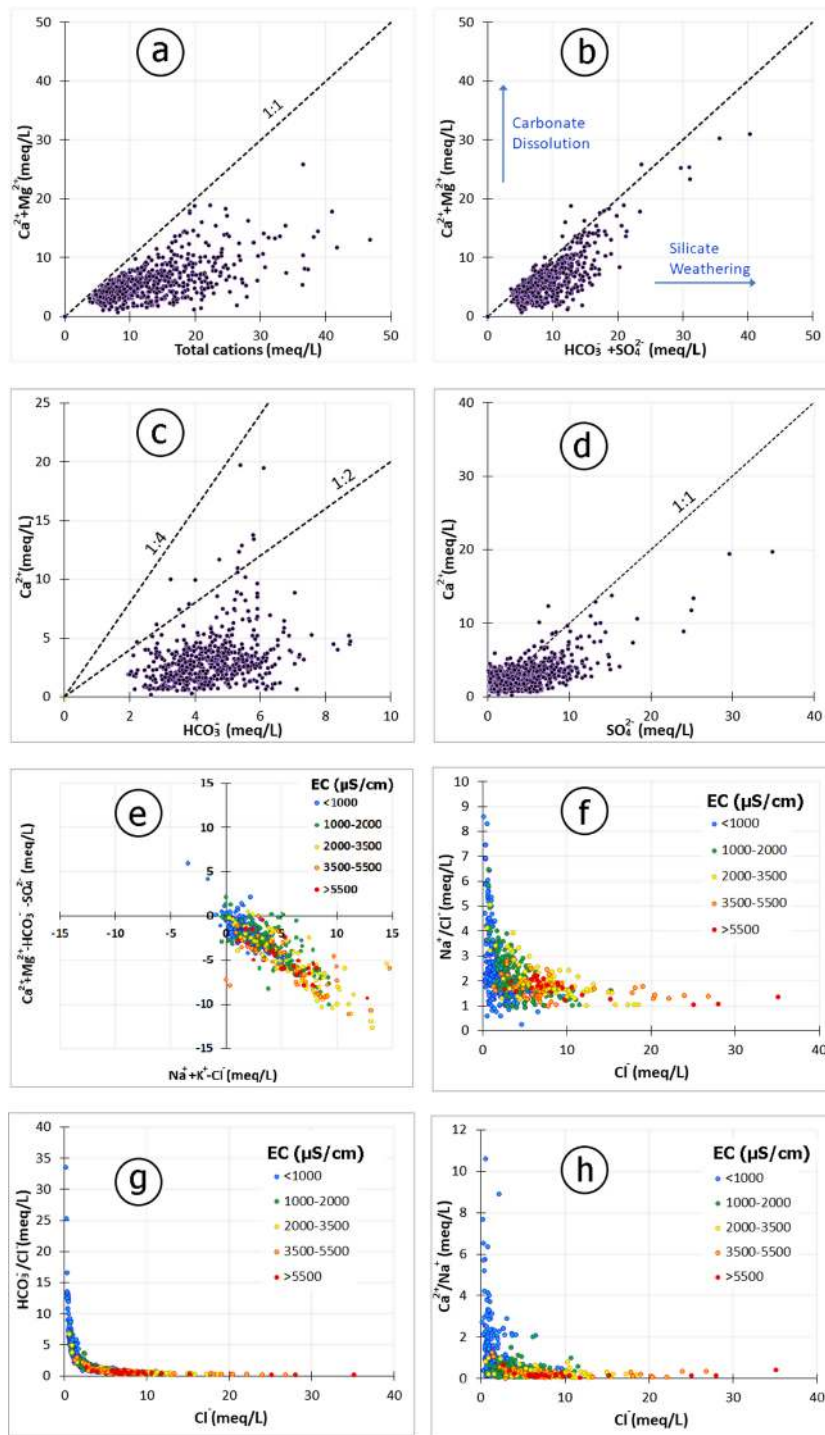 a
50
40
30
20
10
0
1:1
Ca²⁺+Mg²⁺ (meq/L)
0 10 20 30 40 50
Total cations (meq/L)
b
50
40
30
20
10
0
Carbonate
Dissolution
Silicate
Weathering
Ca²⁺+Mg²⁺ (meq/L)
0 10 20 30 40 50
HCO₃⁻+SO₄²⁻ (meq/L)
c
25
20
15
10
5
0
1:4
1:2
Ca²⁺(meq/L)
0 2 4 6 8 10
HCO₃⁻(meq/L)
d
40
30
20
10
0
1:1
Ca²⁺(meq/L)
0 10 20 30 40
SO₄²⁻(meq/L)
e
15
10
5
0
-5
-10
-15
EC (µS/cm)
<1000
1000-2000
2000-3500
3500-5500
>5500
Ca²⁺+Mg²⁺-HCO₃⁻-SO₄²⁻(meq/L)
-15 -10 -5 0 5 10 15
Na⁺+K⁺-Cl⁻(meq/L)
f
10
9
8
7
6
5
4
3
2
1
0
EC (µS/cm)
<1000
1000-2000
2000-3500
3500-5500
>5500
Na⁺/Cl⁻(meq/L)
0 10 20 30 40
Cl⁻(meq/L)
g
40
35
30
25
20
15
10
5
0
EC (µS/cm)
<1000
1000-2000
2000-3500
3500-5500
>5500
HCO₃⁻/Cl⁻(meq/L)
0 10 20 30 40
Cl⁻(meq/L)
h
12
10
8
6
4
2
0
EC (µS/cm)
<1000
1000-2000
2000-3500
3500-5500
>5500
Ca²⁺/Na⁺(meq/L)
0 10 20 30 40
Cl⁻(meq/L)